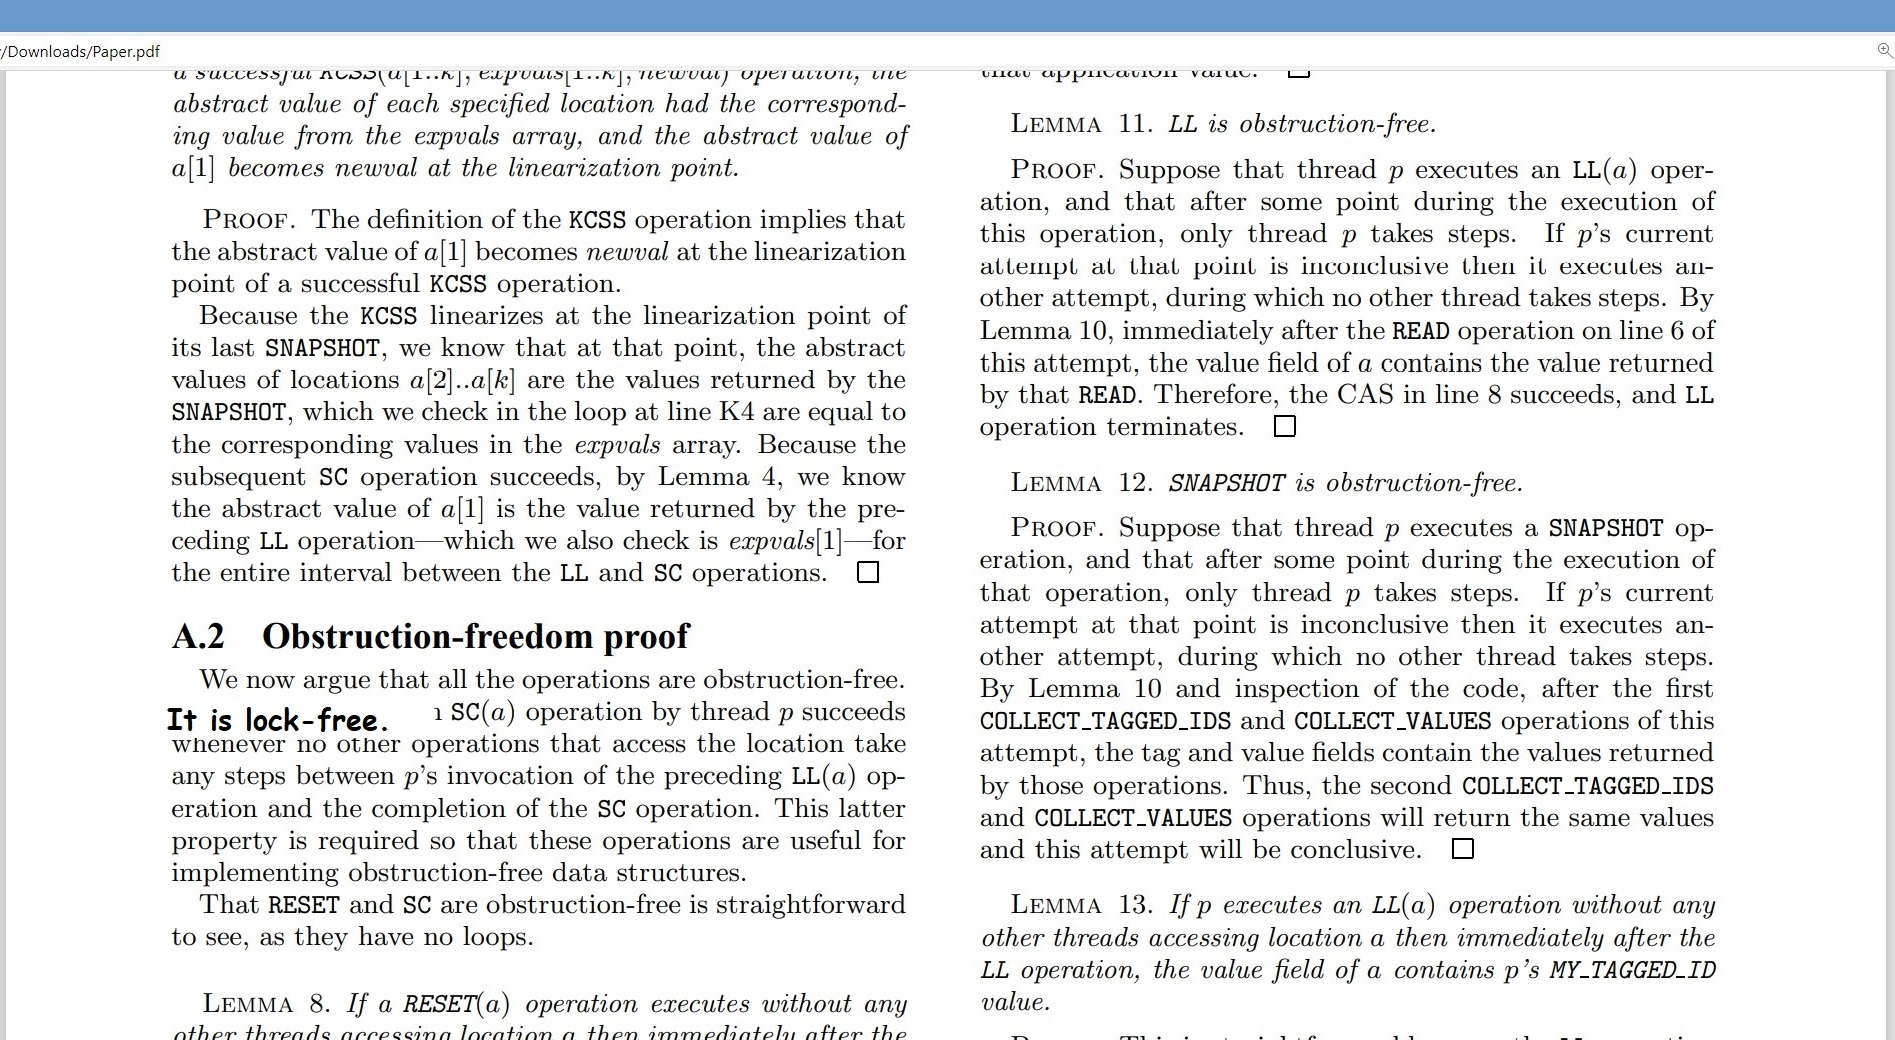 /Downloads/Paper.pdf
a successful KCSS(a[1..k], expvals[1..k], newval) operation, the
abstract value of each specified location had the correspond-
ing value from the expvals array, and the abstract value of
a[1] becomes newval at the linearization point.
PROOF. The definition of the KCSS operation implies that
the abstract value of a[1] becomes newval at the linearization
point of a successful KCSS operation.
Because the KCSS linearizes at the linearization point of
its last SNAPSHOT, we know that at that point, the abstract
values of locations a[2]..a[k] are the values returned by the
SNAPSHOT, which we check in the loop at line K4 are equal to
the corresponding values in the expvals array. Because the
subsequent SC operation succeeds, by Lemma 4, we know
the abstract value of a[1] is the value returned by the pre-
ceding LL operation—which we also check is expvals[1]—for
the entire interval between the LL and SC operations. □
A.2 Obstruction-freedom proof
We now argue that all the operations are obstruction-free.
It is lock-free. SC(a) operation by thread p succeeds
whenever no other operations that access the location take
any steps between p's invocation of the preceding LL(a) op-
eration and the completion of the SC operation. This latter
property is required so that these operations are useful for
implementing obstruction-free data structures.
That RESET and SC are obstruction-free is straightforward
to see, as they have no loops.
LEMMA 8. If a RESET(a) operation executes without any
other threads accessing location a then immediately after the
that application value. □
LEMMA 11. LL is obstruction-free.
PROOF. Suppose that thread p executes an LL(a) oper-
ation, and that after some point during the execution of
this operation, only thread p takes steps. If p's current
attempt at that point is inconclusive then it executes an-
other attempt, during which no other thread takes steps. By
Lemma 10, immediately after the READ operation on line 6 of
this attempt, the value field of a contains the value returned
by that READ. Therefore, the CAS in line 8 succeeds, and LL
operation terminates. □
LEMMA 12. SNAPSHOT is obstruction-free.
PROOF. Suppose that thread p executes a SNAPSHOT op-
eration, and that after some point during the execution of
that operation, only thread p takes steps. If p's current
attempt at that point is inconclusive then it executes an-
other attempt, during which no other thread takes steps.
By Lemma 10 and inspection of the code, after the first
COLLECT_TAGGED_IDS and COLLECT_VALUES operations of this
attempt, the tag and value fields contain the values returned
by those operations. Thus, the second COLLECT_TAGGED_IDS
and COLLECT_VALUES operations will return the same values
and this attempt will be conclusive. □
LEMMA 13. If p executes an LL(a) operation without any
other threads accessing location a then immediately after the
LL operation, the value field of a contains p's MY_TAGGED_ID
value.